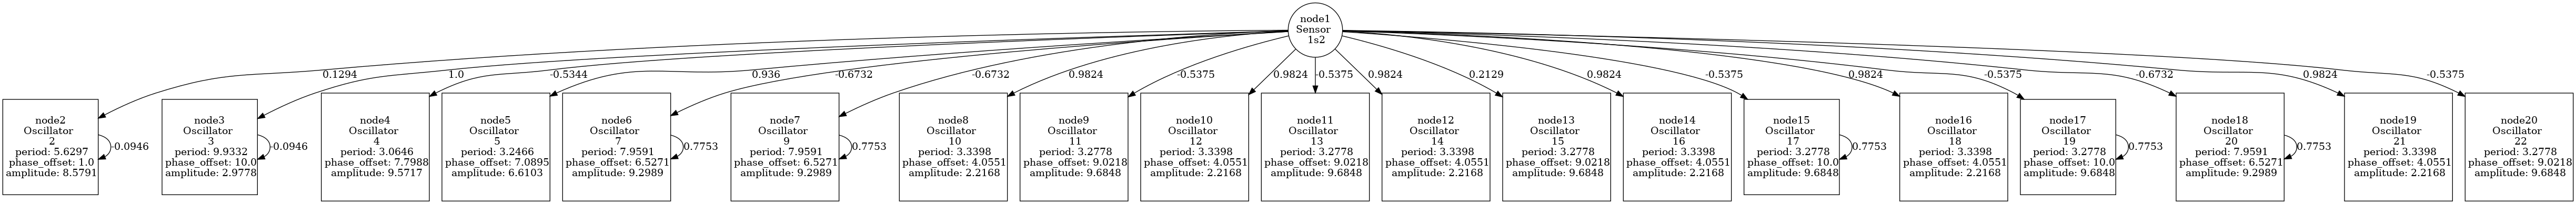 node1
Sensor
1s2
0.1294
1.0
-0.5344
0.936
-0.6732
-0.6732
0.9824
-0.5375
0.9824
-0.5375
0.9824
0.2129
0.9824
-0.5375
0.9824
-0.5375
-0.6732
0.9824
-0.5375
node2
Oscillator
2
period: 5.6297
phase_offset: 1.0
amplitude: 8.5791
-0.0946
node3
Oscillator
3
period: 9.9332
phase_offset: 10.0
amplitude: 2.9778
-0.0946
node4
Oscillator
4
period: 3.0646
phase_offset: 7.7988
amplitude: 9.5717
node5
Oscillator
5
period: 3.2466
phase_offset: 7.0895
amplitude: 6.6103
node6
Oscillator
7
period: 7.9591
phase_offset: 6.5271
amplitude: 9.2989
0.7753
node7
Oscillator
9
period: 7.9591
phase_offset: 6.5271
amplitude: 9.2989
0.7753
node8
Oscillator
10
period: 3.3398
phase_offset: 4.0551
amplitude: 2.2168
node9
Oscillator
11
period: 3.2778
phase_offset: 9.0218
amplitude: 9.6848
node10
Oscillator
12
period: 3.3398
phase_offset: 4.0551
amplitude: 2.2168
node11
Oscillator
13
period: 3.2778
phase_offset: 9.0218
amplitude: 9.6848
node12
Oscillator
14
period: 3.3398
phase_offset: 4.0551
amplitude: 2.2168
node13
Oscillator
15
period: 3.2778
phase_offset: 9.0218
amplitude: 9.6848
node14
Oscillator
16
period: 3.3398
phase_offset: 4.0551
amplitude: 2.2168
node15
Oscillator
17
period: 3.2778
phase_offset: 10.0
amplitude: 9.6848
0.7753
node16
Oscillator
18
period: 3.3398
phase_offset: 4.0551
amplitude: 2.2168
node17
Oscillator
19
period: 3.2778
phase_offset: 10.0
amplitude: 9.6848
0.7753
node18
Oscillator
20
period: 7.9591
phase_offset: 6.5271
amplitude: 9.2989
0.7753
node19
Oscillator
21
period: 3.3398
phase_offset: 4.0551
amplitude: 2.2168
node20
Oscillator
22
period: 3.2778
phase_offset: 9.0218
amplitude: 9.6848